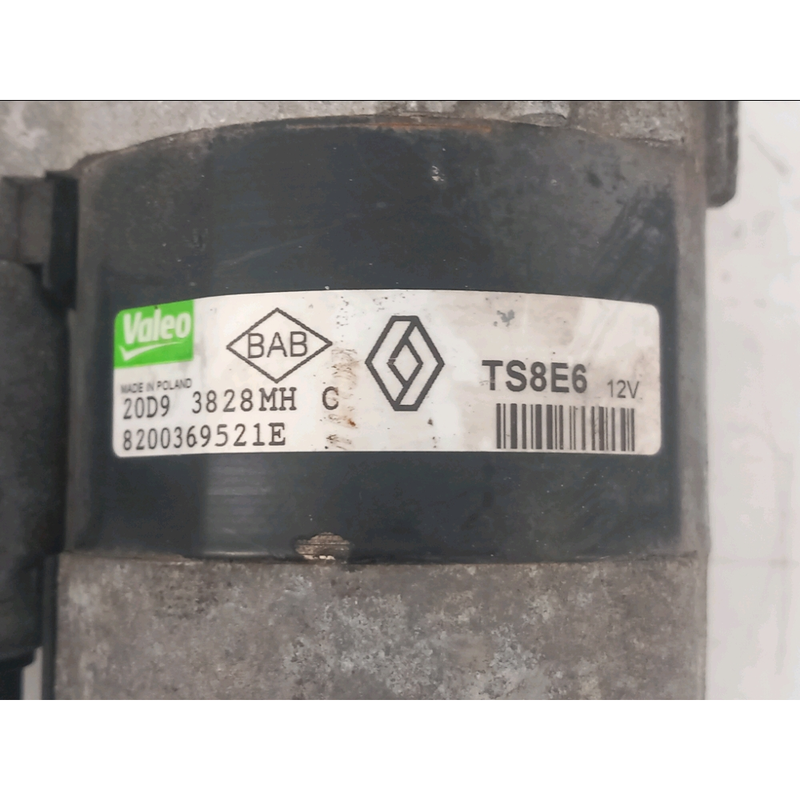 Valeo
BAB
MADE IN POLAND
TS8E6 12V
20D9 3828MH C
8200369521E